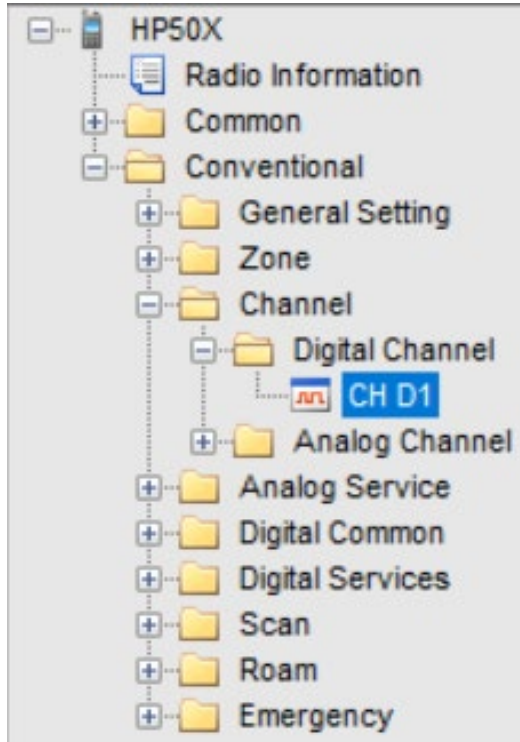 HP50X
Radio Information
Common
Conventional
General Setting
Zone
Channel
Digital Channel
CH D1
Analog Channel
Analog Service
Digital Common
Digital Services
Scan
Roam
Emergency